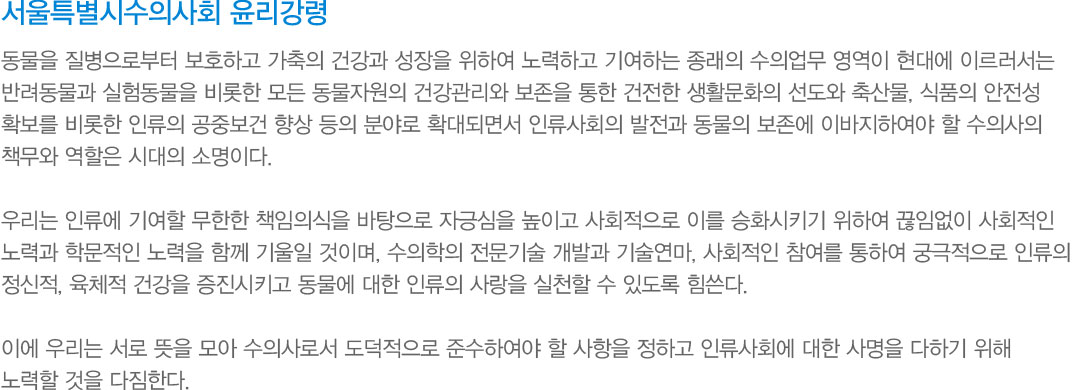 서울특별시수의사회 윤리강령
동물을 질병으로부터 보호하고 가축의 건강과 성장을 위하여 노력하고 기여하는 종래의 수의업무 영역이 현대에 이르러서는
반려동물과 실험동물을 비롯한 모든 동물자원의 건강관리와 보존을 통한 건전한 생활문화의 선도와 축산물, 식품의 안전성
확보를 비롯한 인류의 공중보건 향상 등의 분야로 확대되면서 인류사회의 발전과 동물의 보존에 이바지하여야 할 수의사의
책무와 역할은 시대의 소명이다.
우리는 인류에 기여할 무한한 책임의식을 바탕으로 자긍심을 높이고 사회적으로 이를 승화시키기 위하여 끊임없이 사회적인
노력과 학문적인 노력을 함께 기울일 것이며, 수의학의 전문기술 개발과 기술연마, 사회적인 참여를 통하여 궁극적으로 인류의
정신적, 육체적 건강을 증진시키고 동물에 대한 인류의 사랑을 실천할 수 있도록 힘쓴다.
이에 우리는 서로 뜻을 모아 수의사로서 도덕적으로 준수하여야 할 사항을 정하고 인류사회에 대한 사명을 다하기 위해
노력할 것을 다짐한다.